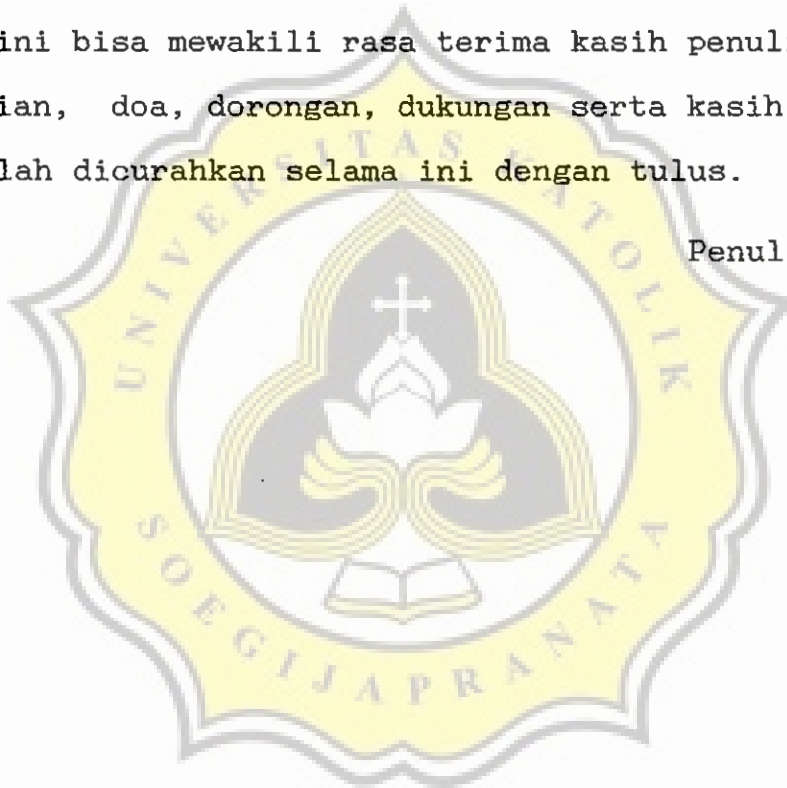 ini bisa mewakili rasa terima kasih penul
ian, doa, dorongan, dukungan serta kasih
lah dicurahkan selama ini dengan tulus.
Penul
UNIVERSITAS KATOLIK
SOEGIJAPRANATA